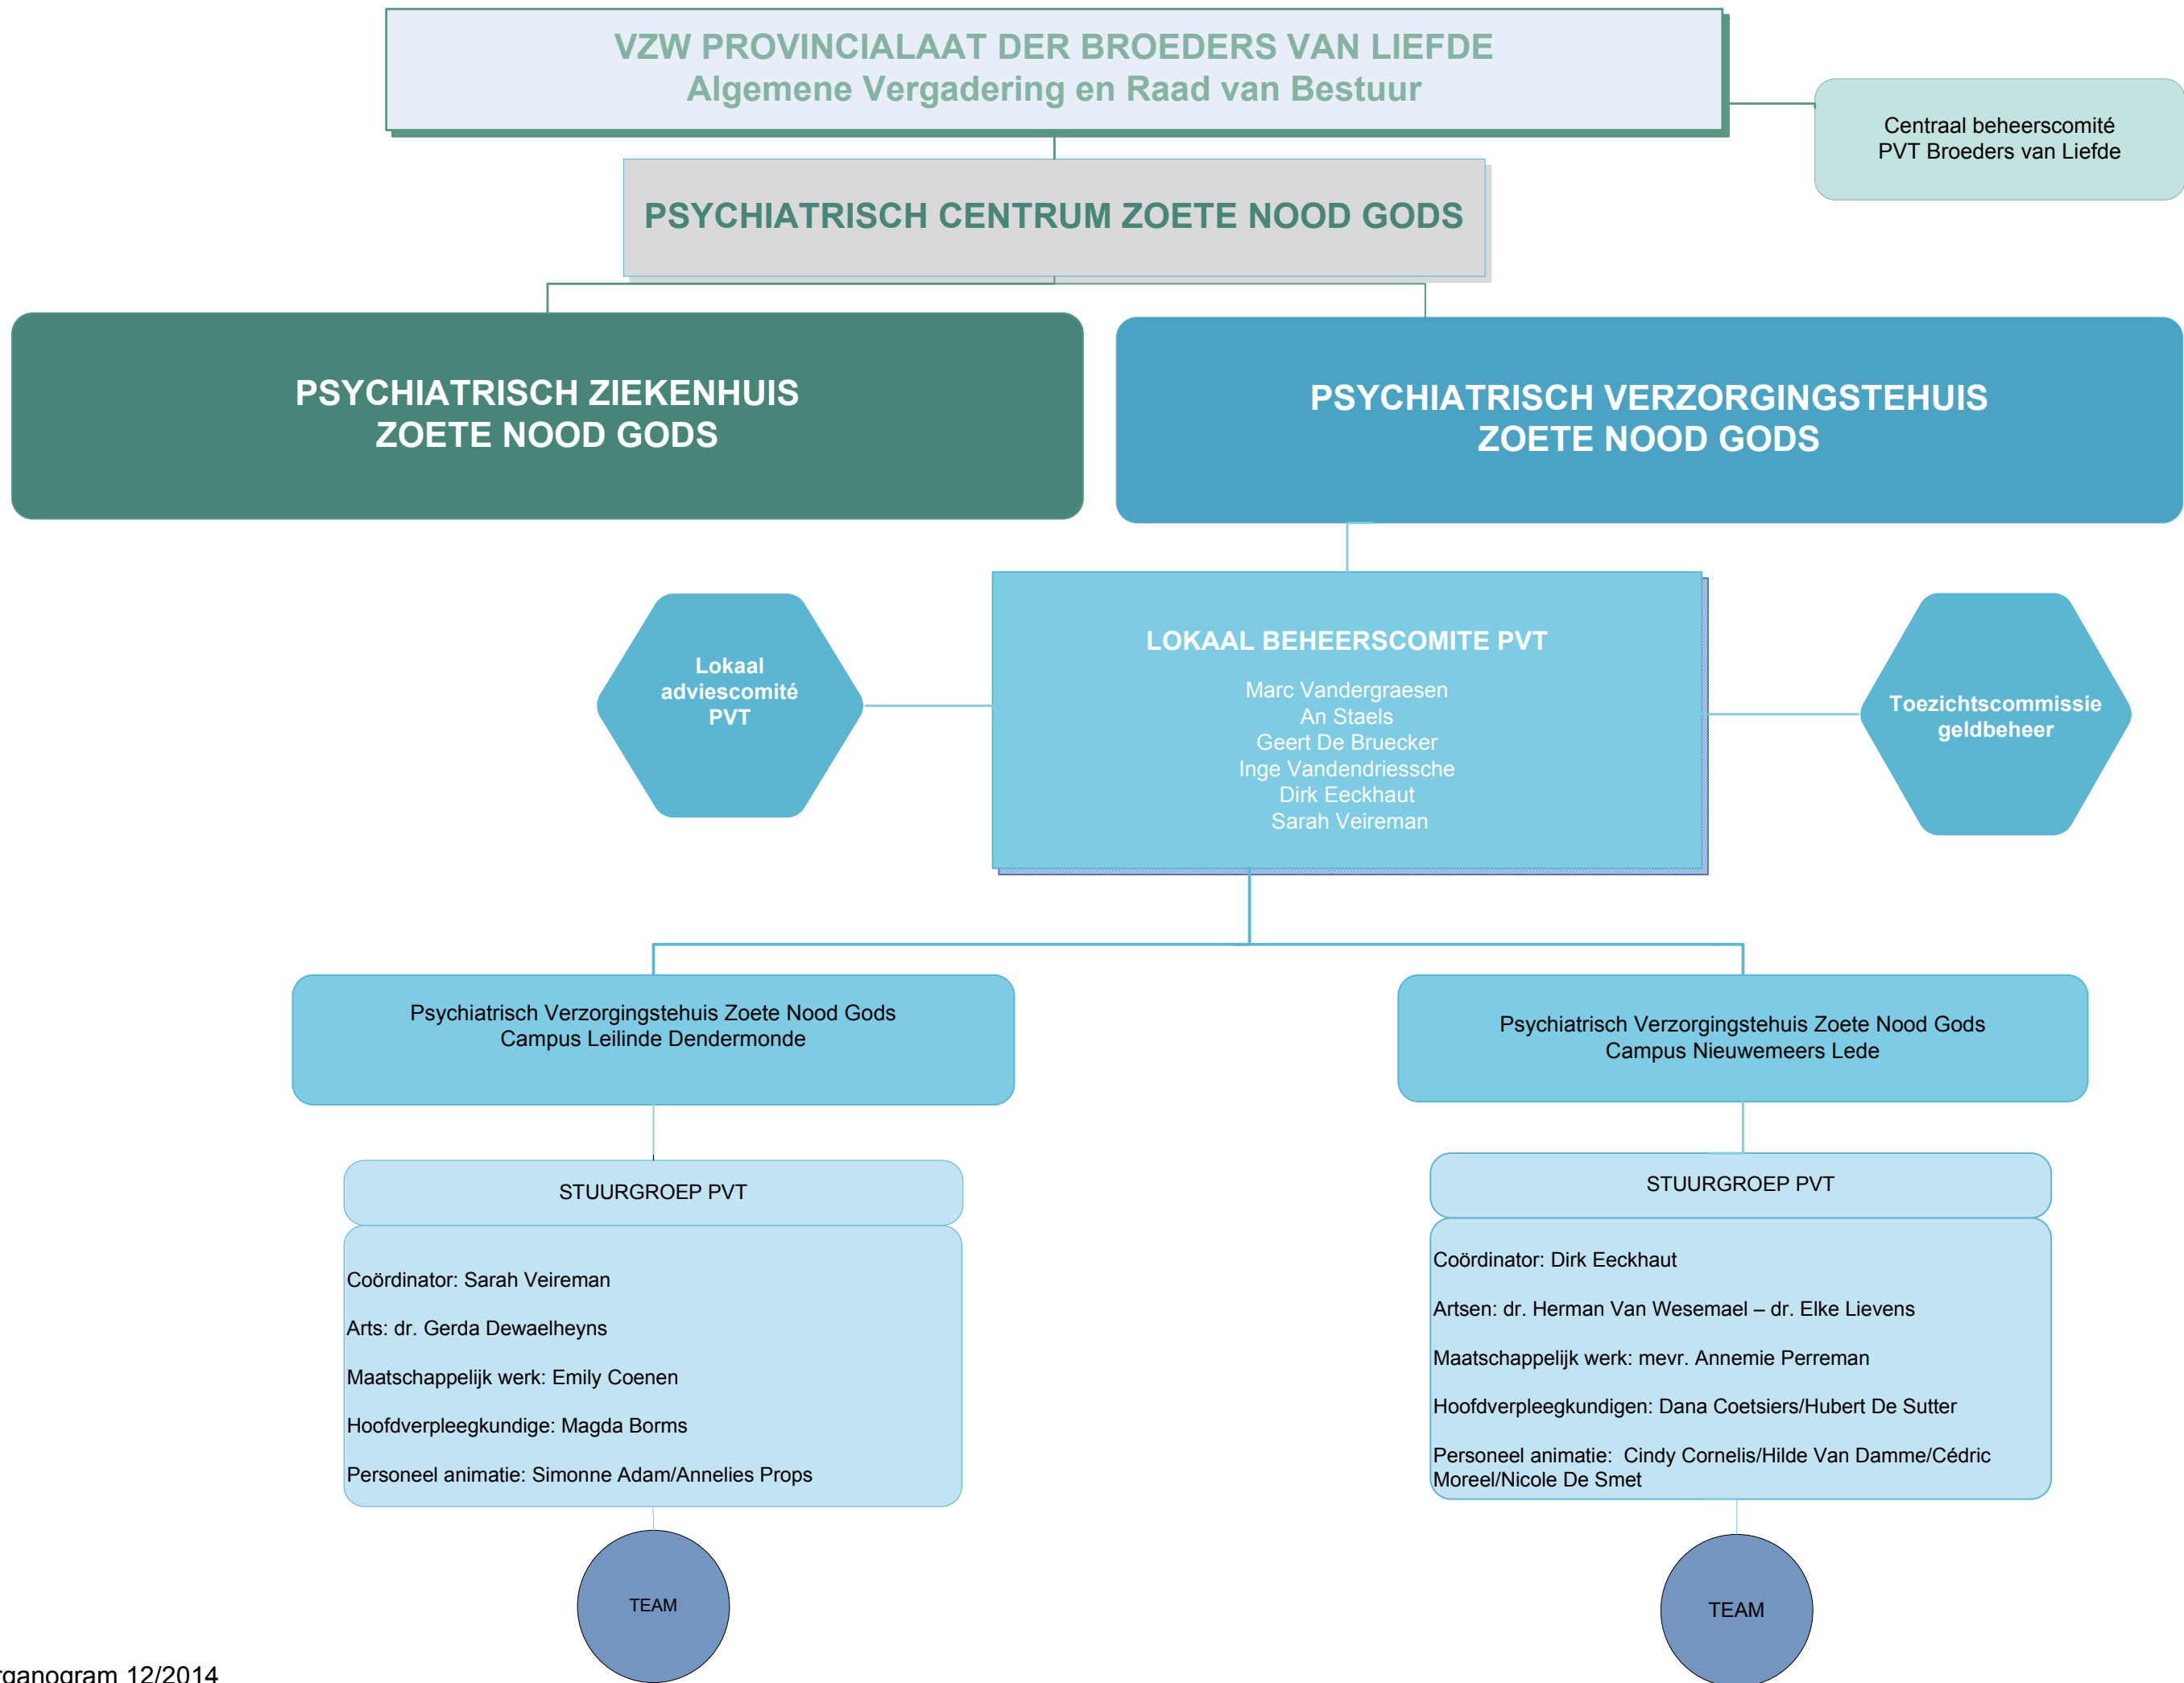 VZW PROVINCIALAAT DER BROEDERS VAN LIEFDE
Algemene Vergadering en Raad van Bestuur
Centraal beheerscomité
PVT Broeders van Liefde
PSYCHIATRISCH CENTRUM ZOETE NOOD GODS
PSYCHIATRISCH ZIEKENHUIS
ZOETE NOOD GODS
PSYCHIATRISCH VERZORGINGSTEHUIS
ZOETE NOOD GODS
Lokaal
adviescomité
PVT
LOKAAL BEHEERSCOMITE PVT
Marc Vandergraesen
An Staels
Geert De Bruecker
Inge Vandendriessche
Dirk Eeckhaut
Sarah Veireman
Toezichtscommissie
geldbeheer
Psychiatrisch Verzorgingstehuis Zoete Nood Gods
Campus Leilinde Dendermonde
STUURGROEP PVT
Coördinator: Sarah Veireman
Arts: dr. Gerda Dewaelheyns
Maatschappelijk werk: Emily Coenen
Hoofdverpleegkundige: Magda Borms
Personeel animatie: Simonne Adam/Annelies Props
TEAM
Psychiatrisch Verzorgingstehuis Zoete Nood Gods
Campus Nieuwemeers Lede
STUURGROEP PVT
Coördinator: Dirk Eeckhaut
Artsen: dr. Herman Van Wesemael – dr. Elke Lievens
Maatschappelijk werk: mevr. Annemie Perreman
Hoofdverpleegkundigen: Dana Coetsiers/Hubert De Sutter
Personeel animatie:  Cindy Cornelis/Hilde Van Damme/Cédric
Moreel/Nicole De Smet
TEAM
rganogram 12/2014